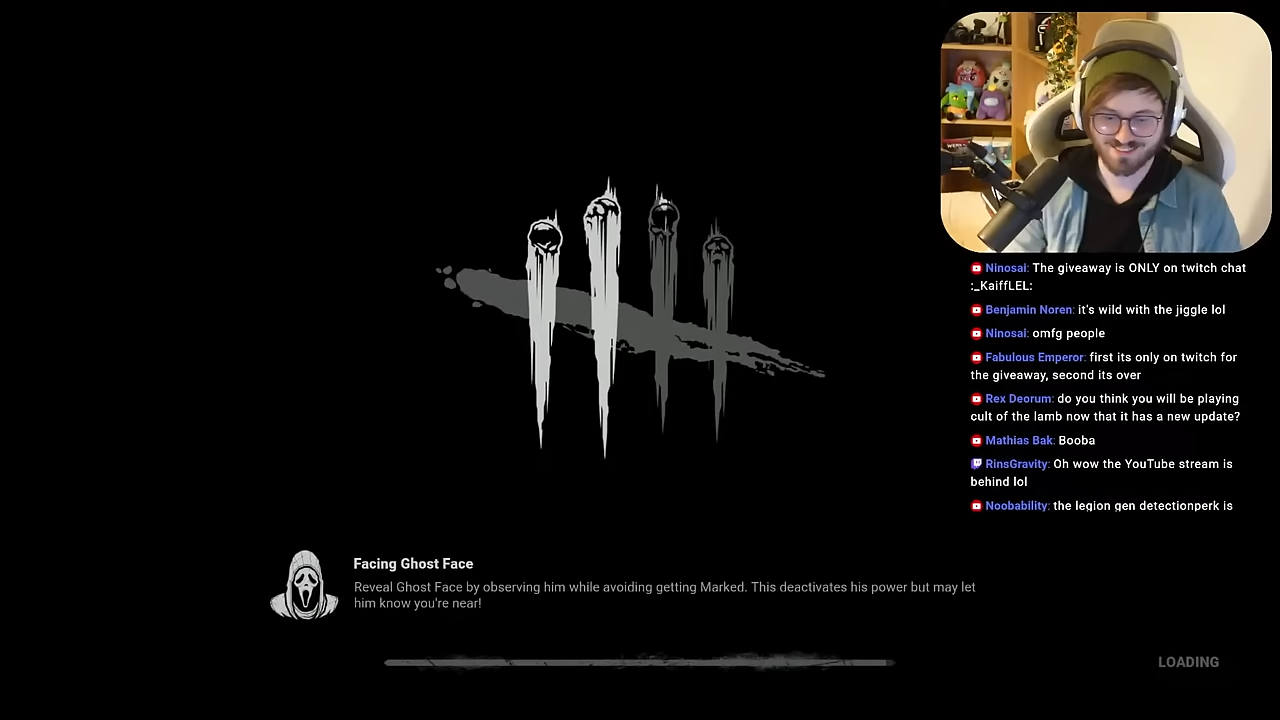 Ninosai: The giveaway is ONLY on twitch chat
:_KaiffLEL:
Benjamin Noren: it's wild with the jiggle lol
Ninosai: omfg people
Fabulous Emperor: first its only on twitch for
the giveaway, second its over
Rex Deorum: do you think you will be playing
cult of the lamb now that it has a new update?
Mathias Bak: Booba
RinsGravity: Oh wow the YouTube stream is
behind lol
Noobability: the legion gen detectionperk is
Facing Ghost Face
Reveal Ghost Face by observing him while avoiding getting Marked. This deactivates his power but may let
him know you're near!
LOADING